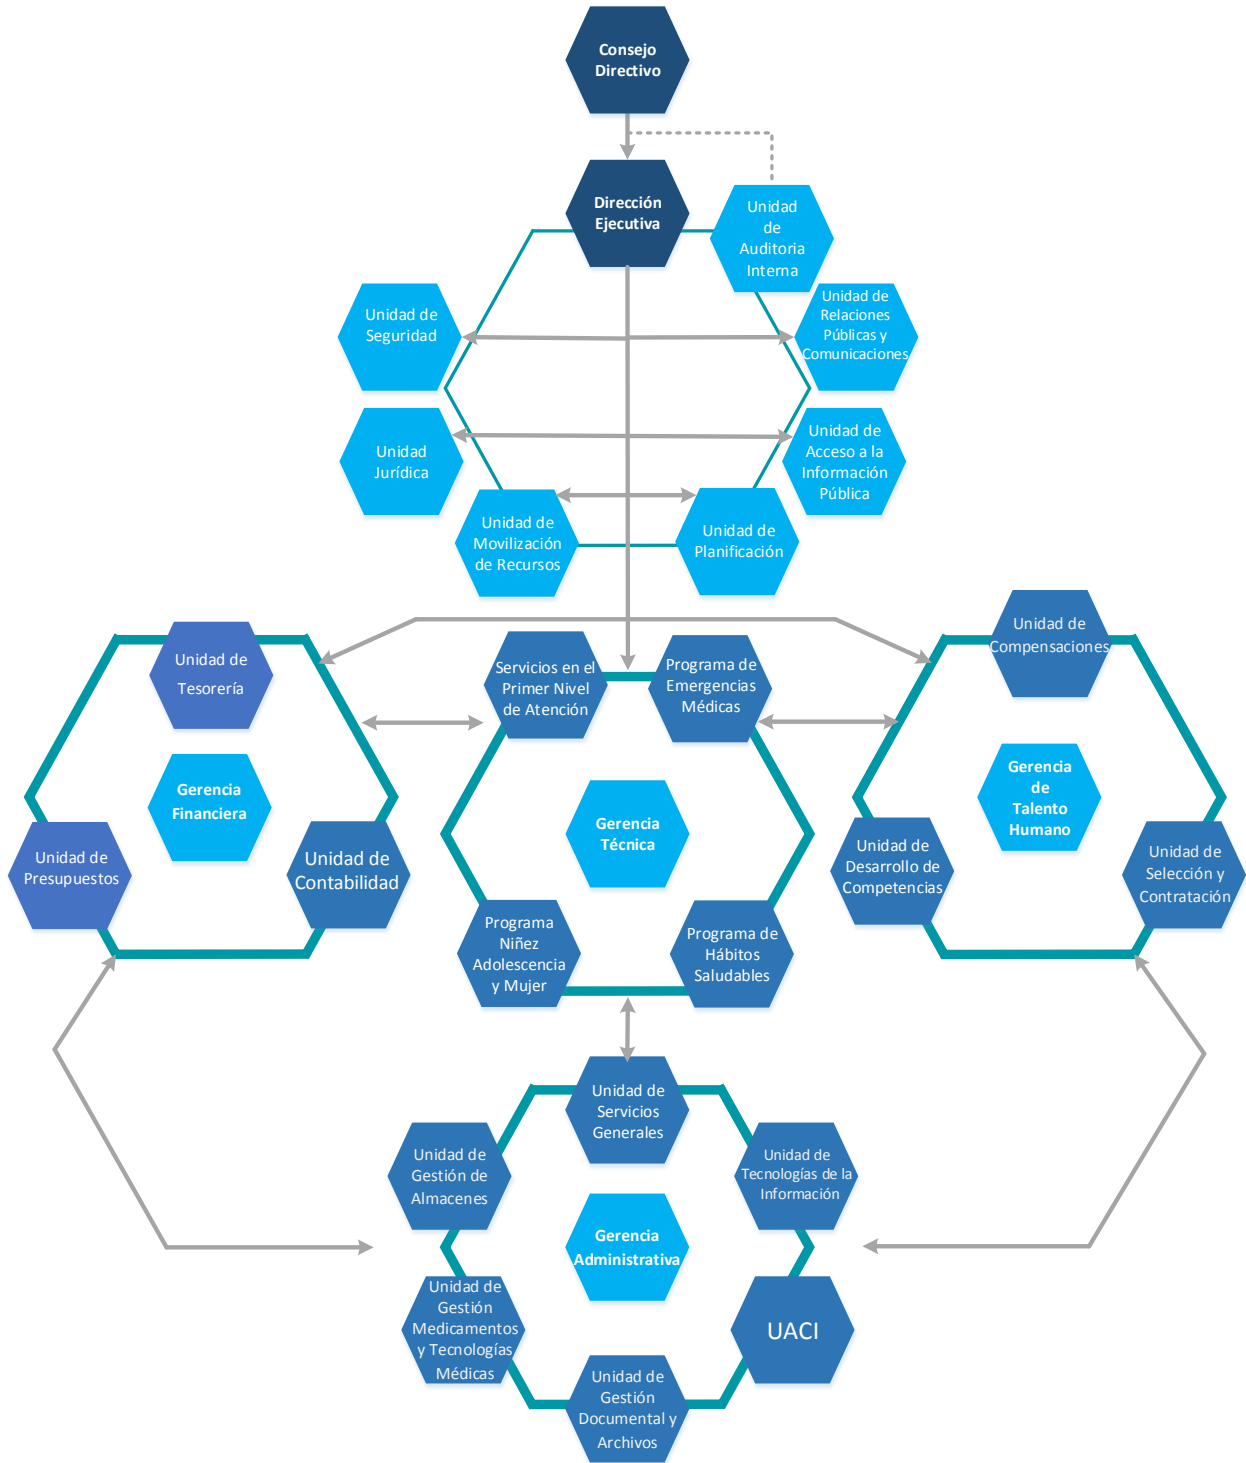 Consejo
Directivo
Dirección
Ejecutiva
Unidad
de
Auditoria
Interna
Unidad de
Seguridad
Unidad de
Relaciones
Públicas y
Comunicaciones
Unidad
Jurídica
Unidad de
Acceso a la
Información
Pública
Unidad de
Movilización
de Recursos
Unidad de
Planificación
Unidad de
Tesorería
Gerencia
Financiera
Unidad de
Presupuestos
Unidad de
Contabilidad
Servicios en el
Primer Nivel
de Atención
Programa de
Emergencias
Médicas
Gerencia
Técnica
Programa
Niñez
Adolescencia
y Mujer
Programa de
Hábitos
Saludables
Unidad de
Compensaciones
Gerencia
de
Talento
Humano
Unidad de
Desarrollo de
Competencias
Unidad de
Selección y
Contratación
Unidad de
Servicios
Generales
Unidad de
Gestión de
Almacenes
Unidad de
Tecnologías de la
Información
Gerencia
Administrativa
Unidad de
Gestión
Medicamentos
y Tecnologías
Médicas
UACI
Unidad de
Gestión
Documental y
Archivos